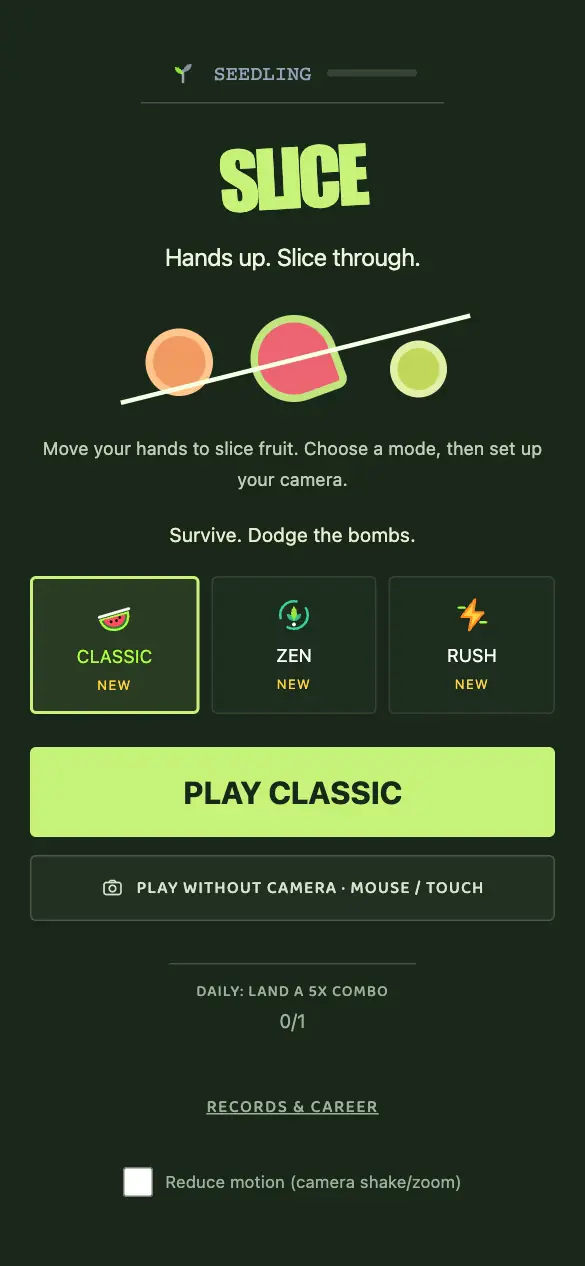 SEEDLING
SLICE
Hands up. Slice through.
Move your hands to slice fruit. Choose a mode, then set up
your camera.
Survive. Dodge the bombs.
CLASSIC
NEW
ZEN
NEW
RUSH
NEW
PLAY CLASSIC
PLAY WITHOUT CAMERA · MOUSE / TOUCH
DAILY: LAND A 5X COMBO
0/1
RECORDS & CAREER
Reduce motion (camera shake/zoom)